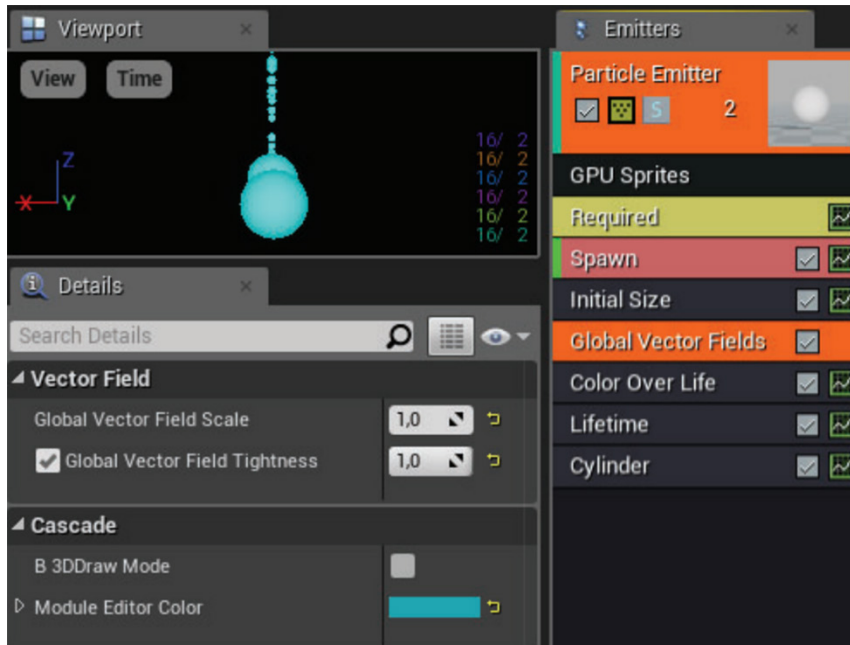 Viewport
View Time
Z
X Y
16/ 2
16/ 2
16/ 2
16/ 2
16/ 2
16/ 2
Details
Search Details
Vector Field
Global Vector Field Scale 1,0
Global Vector Field Tightness 1,0
Cascade
B 3DDraw Mode
Module Editor Color
Emitters
Particle Emitter
S 2
GPU Sprites
Required
Spawn
Initial Size
Global Vector Fields
Color Over Life
Lifetime
Cylinder